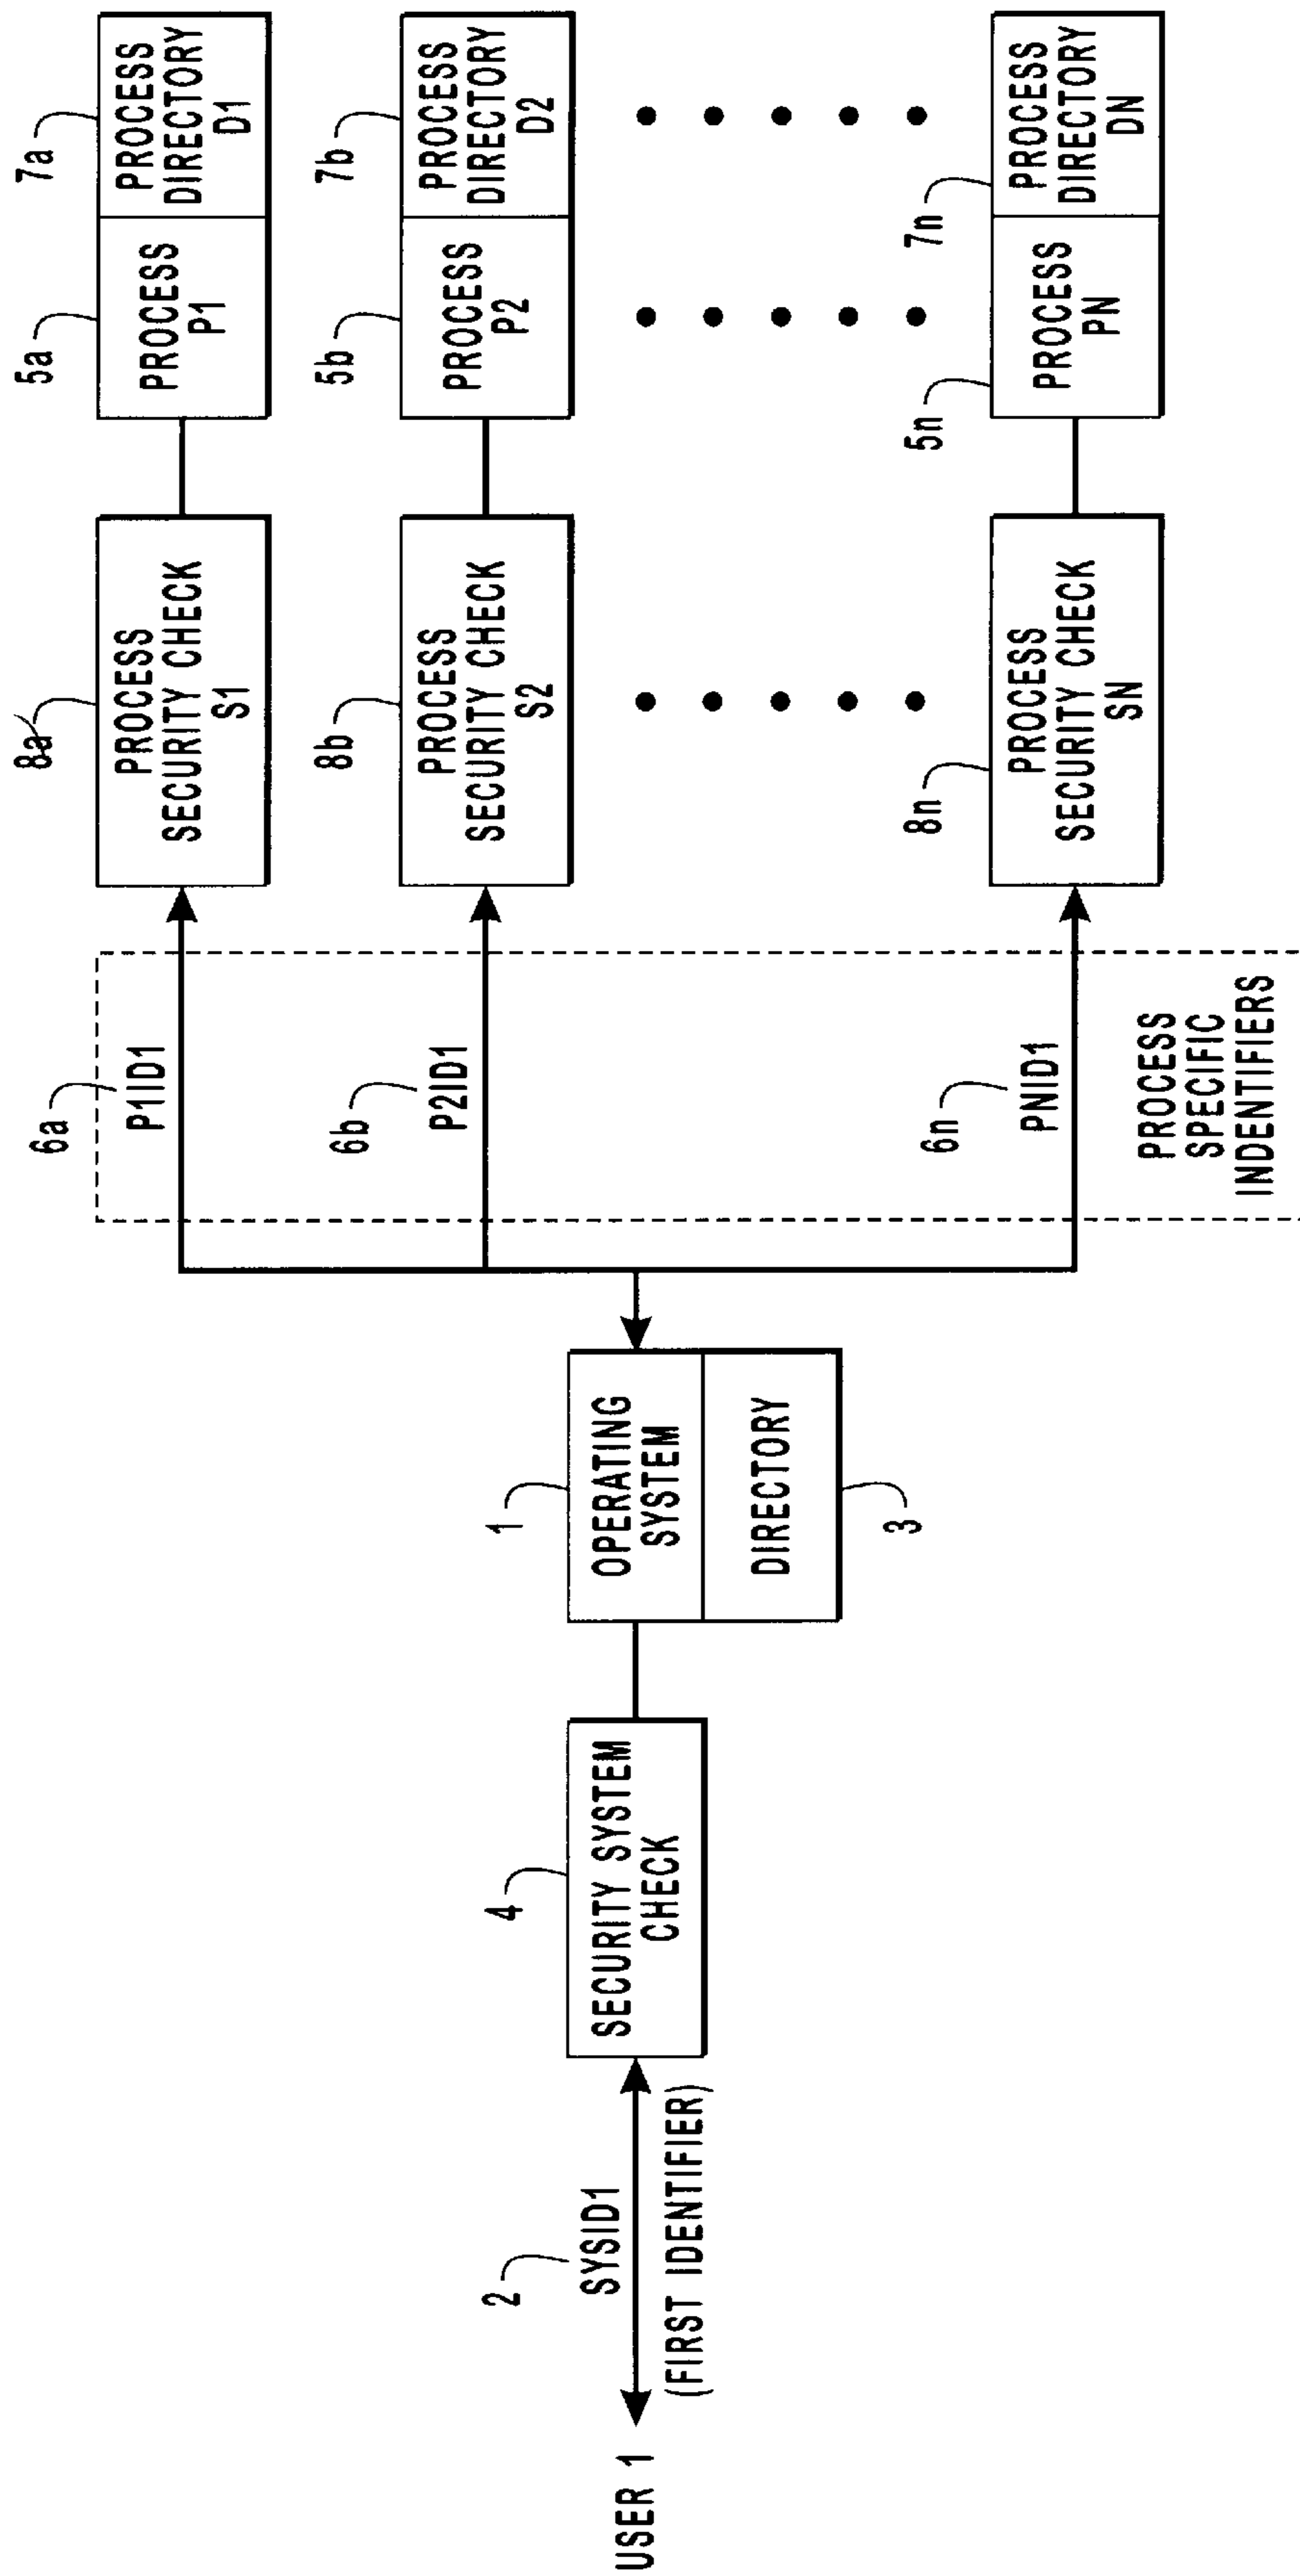 USER 1
2
SYSID1
(FIRST IDENTIFIER)
4
SECURITY SYSTEM
CHECK
1
OPERATING
SYSTEM
DIRECTORY
3
6a
P1ID1
6b
P2ID1
6n
PNID1
PROCESS
SPECIFIC
INDENTIFIERS
8a
PROCESS
SECURITY CHECK
S1
5a
PROCESS
P1
7a
PROCESS
DIRECTORY
D1
8b
PROCESS
SECURITY CHECK
S2
5b
PROCESS
P2
7b
PROCESS
DIRECTORY
D2
8n
PROCESS
SECURITY CHECK
SN
5n
PROCESS
PN
7n
PROCESS
DIRECTORY
DN